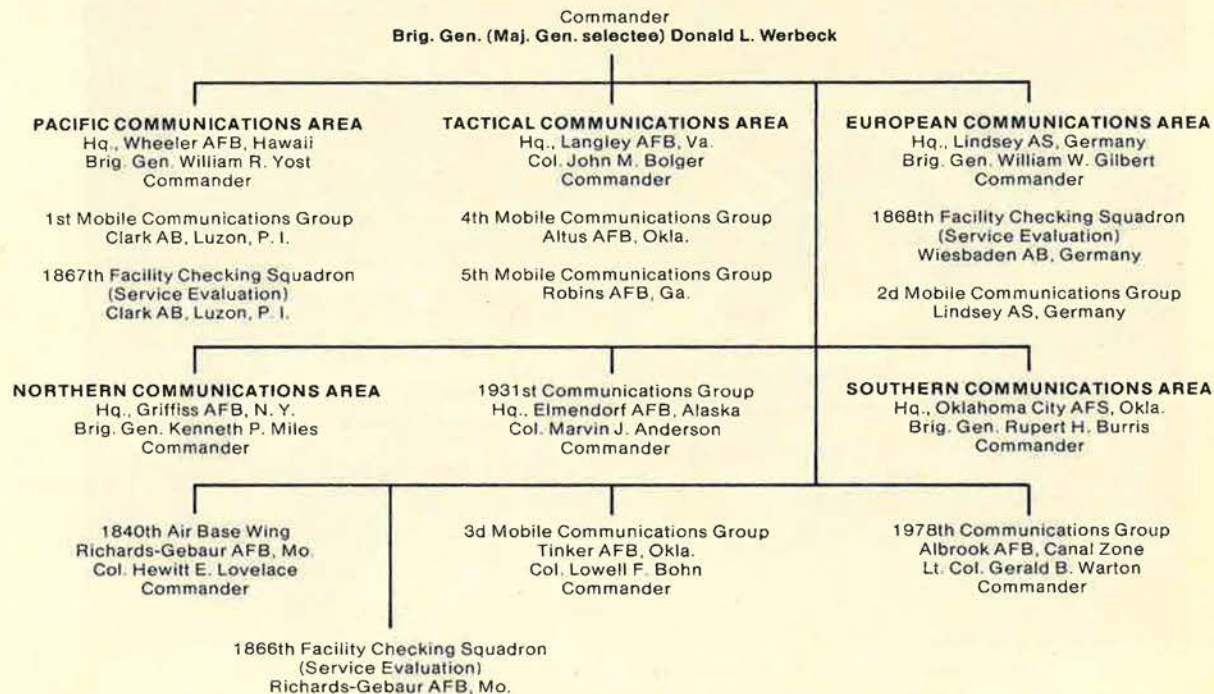 Commander
Brig. Gen. (Maj. Gen. selectee) Donald L. Werbeck
PACIFIC COMMUNICATIONS AREA
Hq., Wheeler AFB, Hawaii
Brig. Gen. William R. Yost
Commander
1st Mobile Communications Group
Clark AB, Luzon, P. I.
1867th Facility Checking Squadron
(Service Evaluation)
Clark AB, Luzon, P. I.
TACTICAL COMMUNICATIONS AREA
Hq., Langley AFB, Va.
Col. John M. Bolger
Commander
4th Mobile Communications Group
Altus AFB, Okla.
5th Mobile Communications Group
Robins AFB, Ga.
EUROPEAN COMMUNICATIONS AREA
Hq., Lindsey AS, Germany
Brig. Gen. William W. Gilbert
Commander
1868th Facility Checking Squadron
(Service Evaluation)
Wiesbaden AB, Germany
2d Mobile Communications Group
Lindsey AS, Germany
NORTHERN COMMUNICATIONS AREA
Hq., Griffiss AFB, N. Y.
Brig. Gen. Kenneth P. Miles
Commander
1931st Communications Group
Hq., Elmendorf AFB, Alaska
Col. Marvin J. Anderson
Commander
SOUTHERN COMMUNICATIONS AREA
Hq., Oklahoma City AFS, Okla.
Brig. Gen. Rupert H. Burris
Commander
1840th Air Base Wing
Richards-Gebaur AFB, Mo.
Col. Hewitt E. Lovelace
Commander
3d Mobile Communications Group
Tinker AFB, Okla.
Col. Lowell F. Bohn
Commander
1978th Communications Group
Albrook AFB, Canal Zone
Lt. Col. Gerald B. Warton
Commander
1866th Facility Checking Squadron
(Service Evaluation)
Richards-Gebaur AFB, Mo.